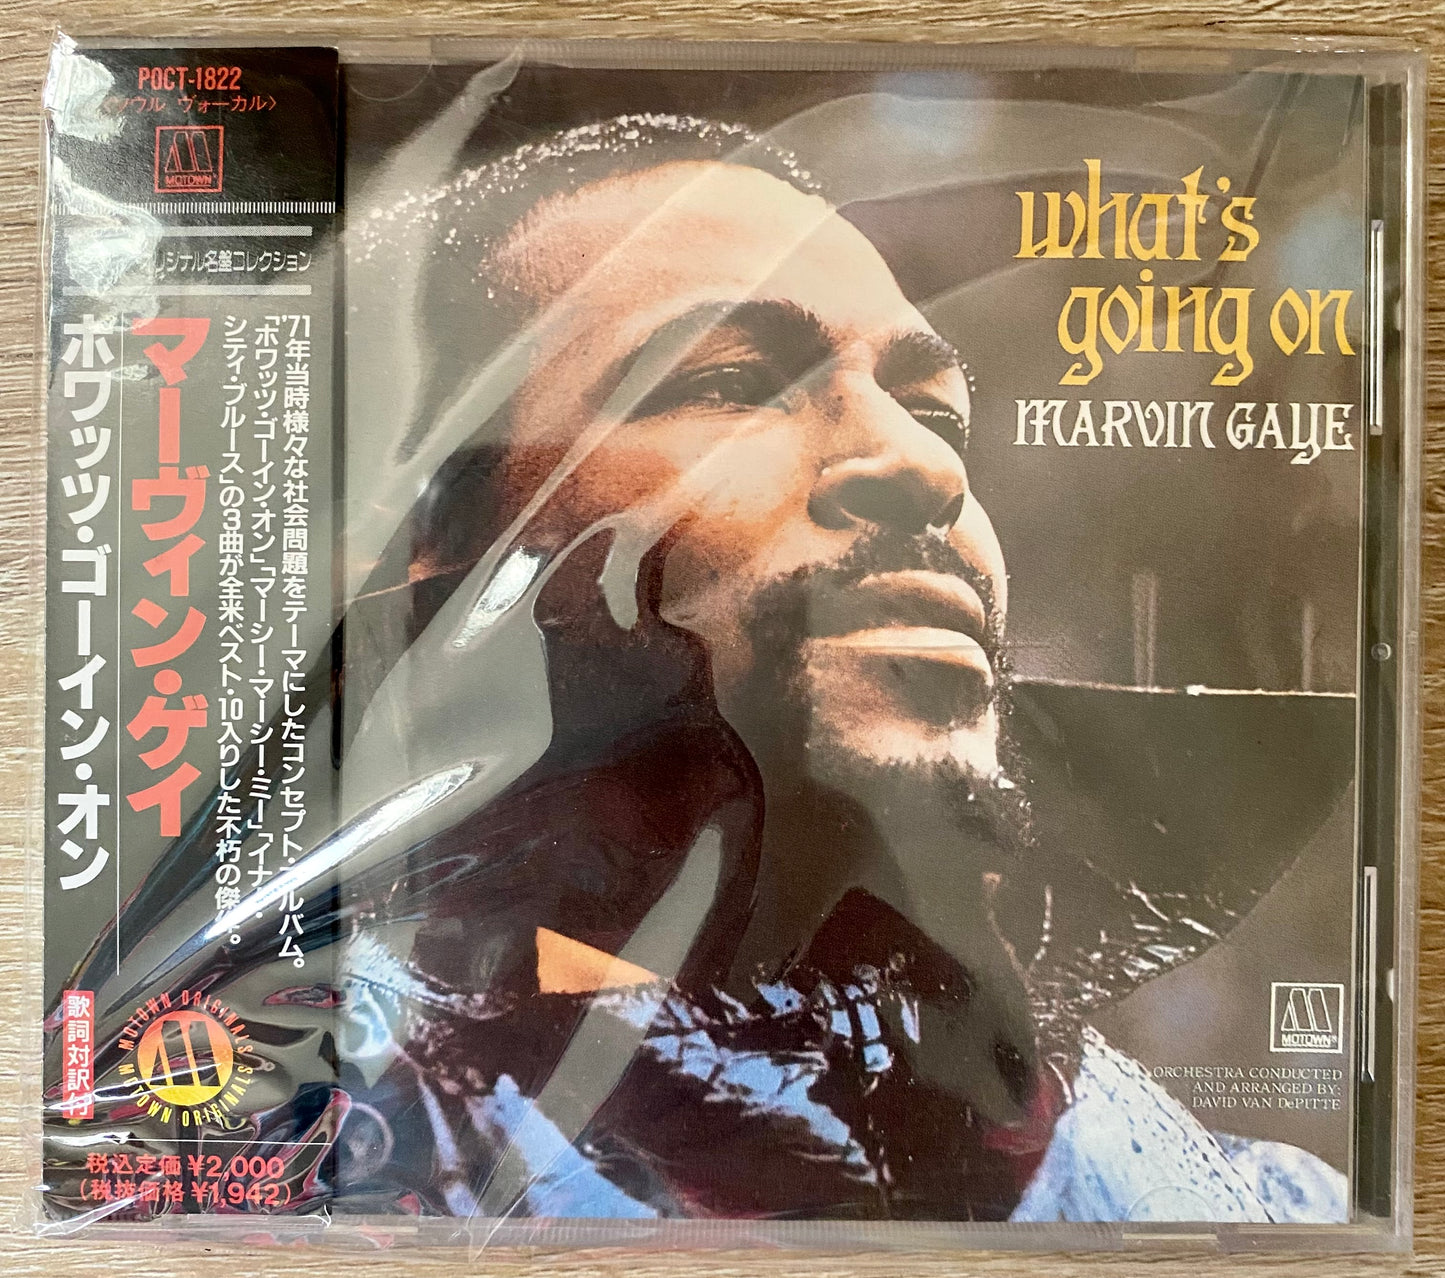 POCT-1822
ヴォーカル〉
MOTOWN
リジナル名盤コレクション
'71年当時様々な社会問題をテーマにしたコンセプト・アルバム。
「ホワッツ・ゴーイン・オン」「マーシー・マーシー・ミー」「イナー・
シティ・ブルース」の3曲が全米ベスト・10入りした不朽の傑作。
マーヴィン・ゲイ
ホワッツ・ゴーイン・オン
歌詞対訳付
MOTOWN ORIGINALS
MOTOWN ORIGINALS
税込定価¥2,000
(税抜価格¥1,942)
what's
going on
MARVIN GAYE
MOTOWN®
ORCHESTRA CONDUCTED
AND ARRANGED BY:
DAVID VAN DePITTE